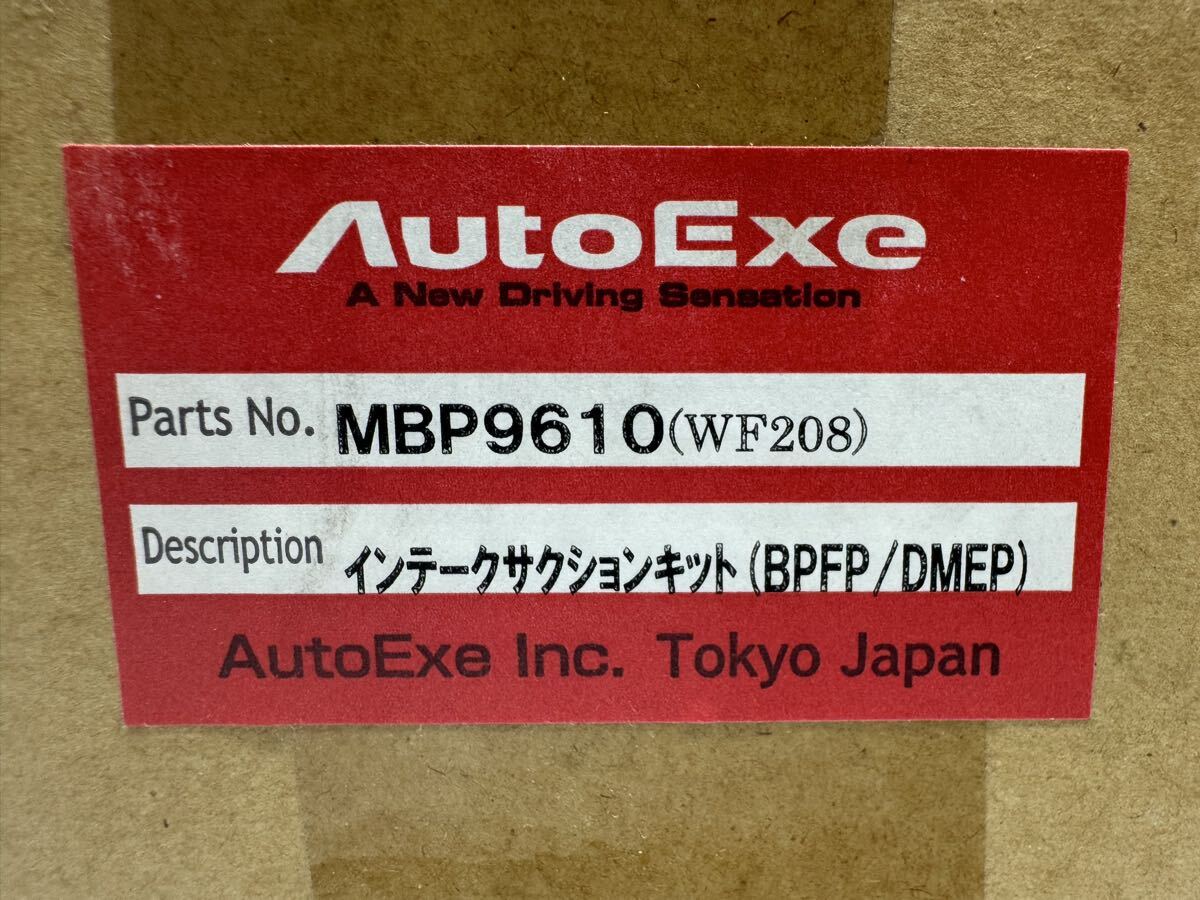 AutoExe
A New Driving Sensation
Parts No. MBP9610(WF208)
Description インテークサクションキット(BPFP/DMEP)
AutoExe Inc. Tokyo Japan